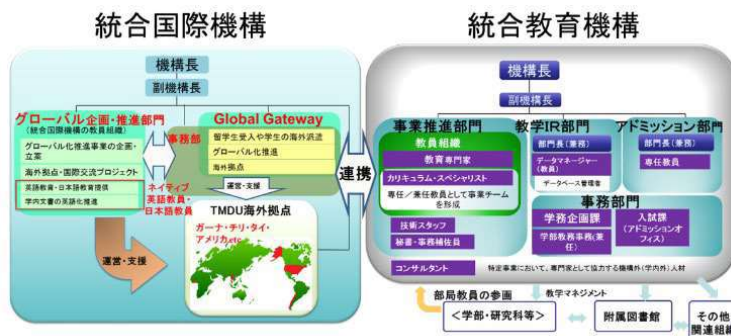 統合国際機構
機構長
副機構長
グローバル企画・推進部門
(統合国際機構の教員組織)
グローバル化推進事業の企画・
立案
海外拠点・国際交流プロジェクト
英語教育・日本語教育提供
学内文書の英語化推進
事務部
Global Gateway
留学生受入や学生の海外派遣
グローバル化推進
海外拠点
ネイティブ
英語教員・
日本語教員
運営・支援
運営・支援
TMDU海外拠点
ガーナ・チリ・タイ・
アメリカetc
連携
統合教育機構
機構長
副機構長
事業推進部門
教員組織
教育専門家
カリキュラム・スペシャリスト
専任/兼任教員として事業チーム
を形成
技術スタッフ
秘書・事務補佐員
コンサルタント
特定事業において、専門家として協力する機構外(学内外)人材
教学IR部門
部門長(兼務)
データマネージャー(教員)
データベース管理者
アドミッション部門
部門長(兼務)
専任教員
事務部門
学務企画課
学部教務事務(兼任)
入試課
(アドミッションオフィス)
部局教員の参画
教学マネジメント
<学部・研究科等>
附属図書館
その他
関連組織